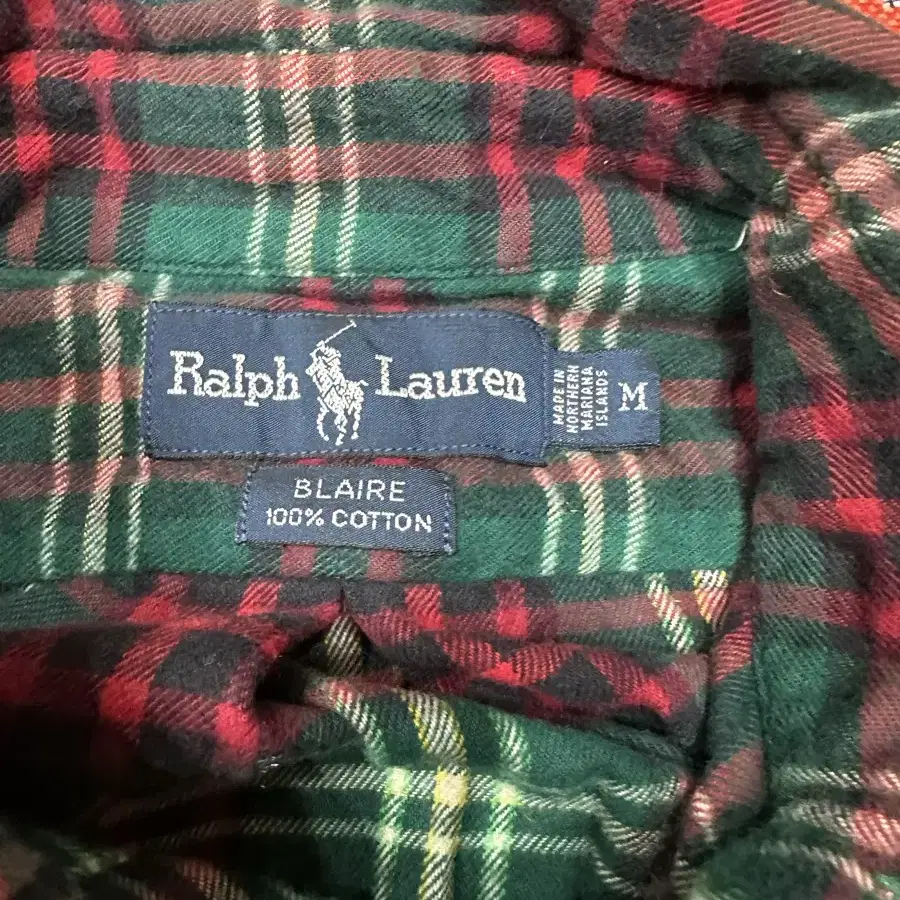 Ralph Lauren
MADE IN
NORTHERN
MARIANA
ISLANDS
M
BLAIRE
100% COTTON